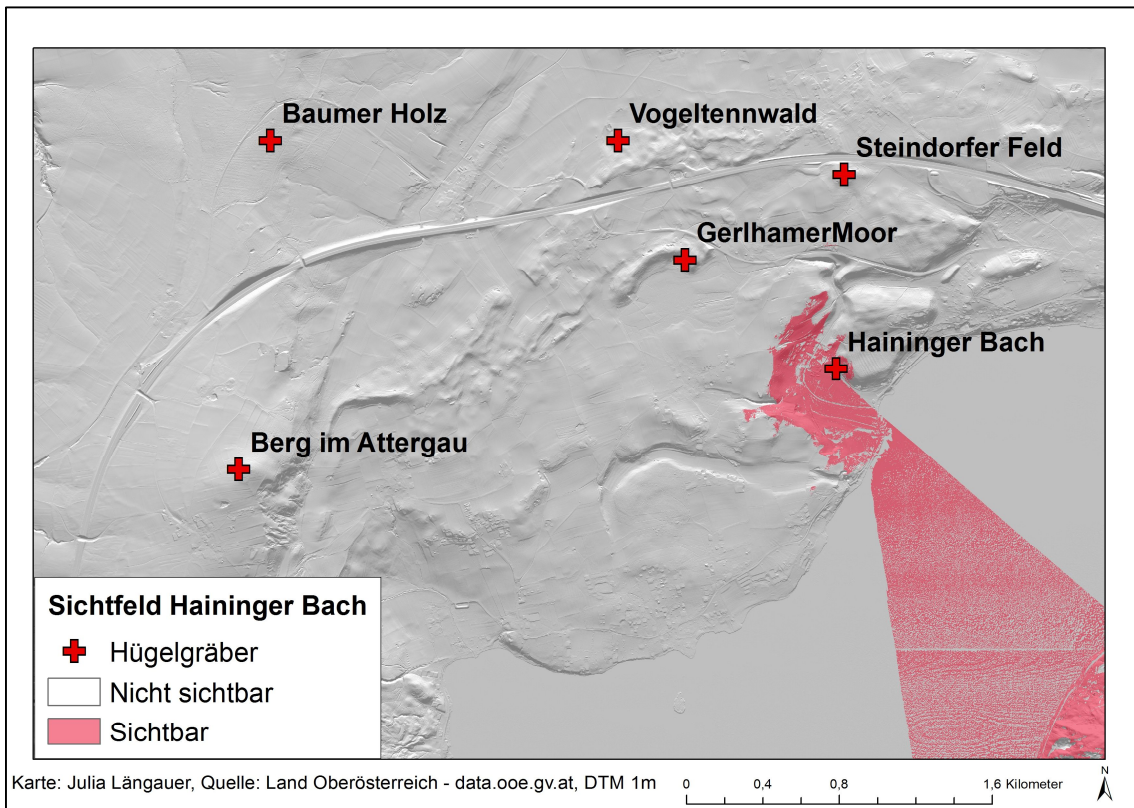 Baumer Holz
Vogeltennwald
Steindorfer Feld
GerlhamerMoor
Haininger Bach
Berg im Attergau
Sichtfeld Haininger Bach
Hügelgräber
Nicht sichtbar
Sichtbar
Karte: Julia Längauer, Quelle: Land Oberösterreich - data.ooe.gv.at, DTM 1m
0 0,4 0,8 1,6 Kilometer
N